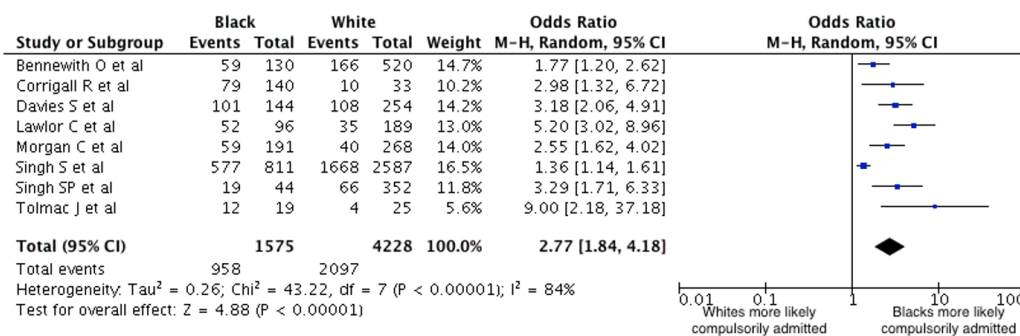 Black White Odds Ratio Odds Ratio
Study or Subgroup Events Total Events Total Weight M-H, Random, 95% CI M-H, Random, 95% CI
Bennewith O et al 59 130 166 520 14.7% 1.77 [1.20, 2.62]
Corrigall R et al 79 140 10 33 10.2% 2.98 [1.32, 6.72]
Davies S et al 101 144 108 254 14.2% 3.18 [2.06, 4.91]
Lawlor C et al 52 96 35 189 13.0% 5.20 [3.02, 8.96]
Morgan C et al 59 191 40 268 14.0% 2.55 [1.62, 4.02]
Singh S et al 577 811 1668 2587 16.5% 1.36 [1.14, 1.61]
Singh SP et al 19 44 66 352 11.8% 3.29 [1.71, 6.33]
Tolmac J et al 12 19 4 25 5.6% 9.00 [2.18, 37.18]
Total (95% CI) 1575 4228 100.0% 2.77 [1.84, 4.18]
Total events 958 2097
Heterogeneity: Tau² = 0.26; Chi² = 43.22, df = 7 (P < 0.00001); I² = 84%
Test for overall effect: Z = 4.88 (P < 0.00001)
0.01 0.1 1 10 100
Whites more likely Blacks more likely
compulsorily admitted compulsorily admitted